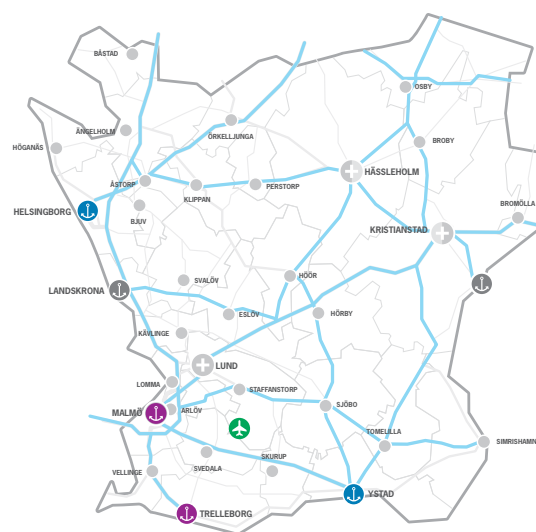 BÅSTAD
OSBY
ÄNGELHOLM
ÖRKELLJUNGA
BROBY
HÖGANÄS
HÄSSLEHOLM
ÅSTORP
PERSTORP
KLIPPAN
BROMÖLLA
HELSINGBORG
BJUV
KRISTIANSTAD
HÖÖR
SVALÖV
LANDSKRONA
ESLÖV
HÖRBY
KÄVLINGE
LUND
LOMMA
STAFFANSTORP
MALMÖ
ARLÖV
SJÖBO
TOMELILLA
SIMRISHAMN
SKURUP
SVEDALA
VELLINGE
YSTAD
TRELLEBORG